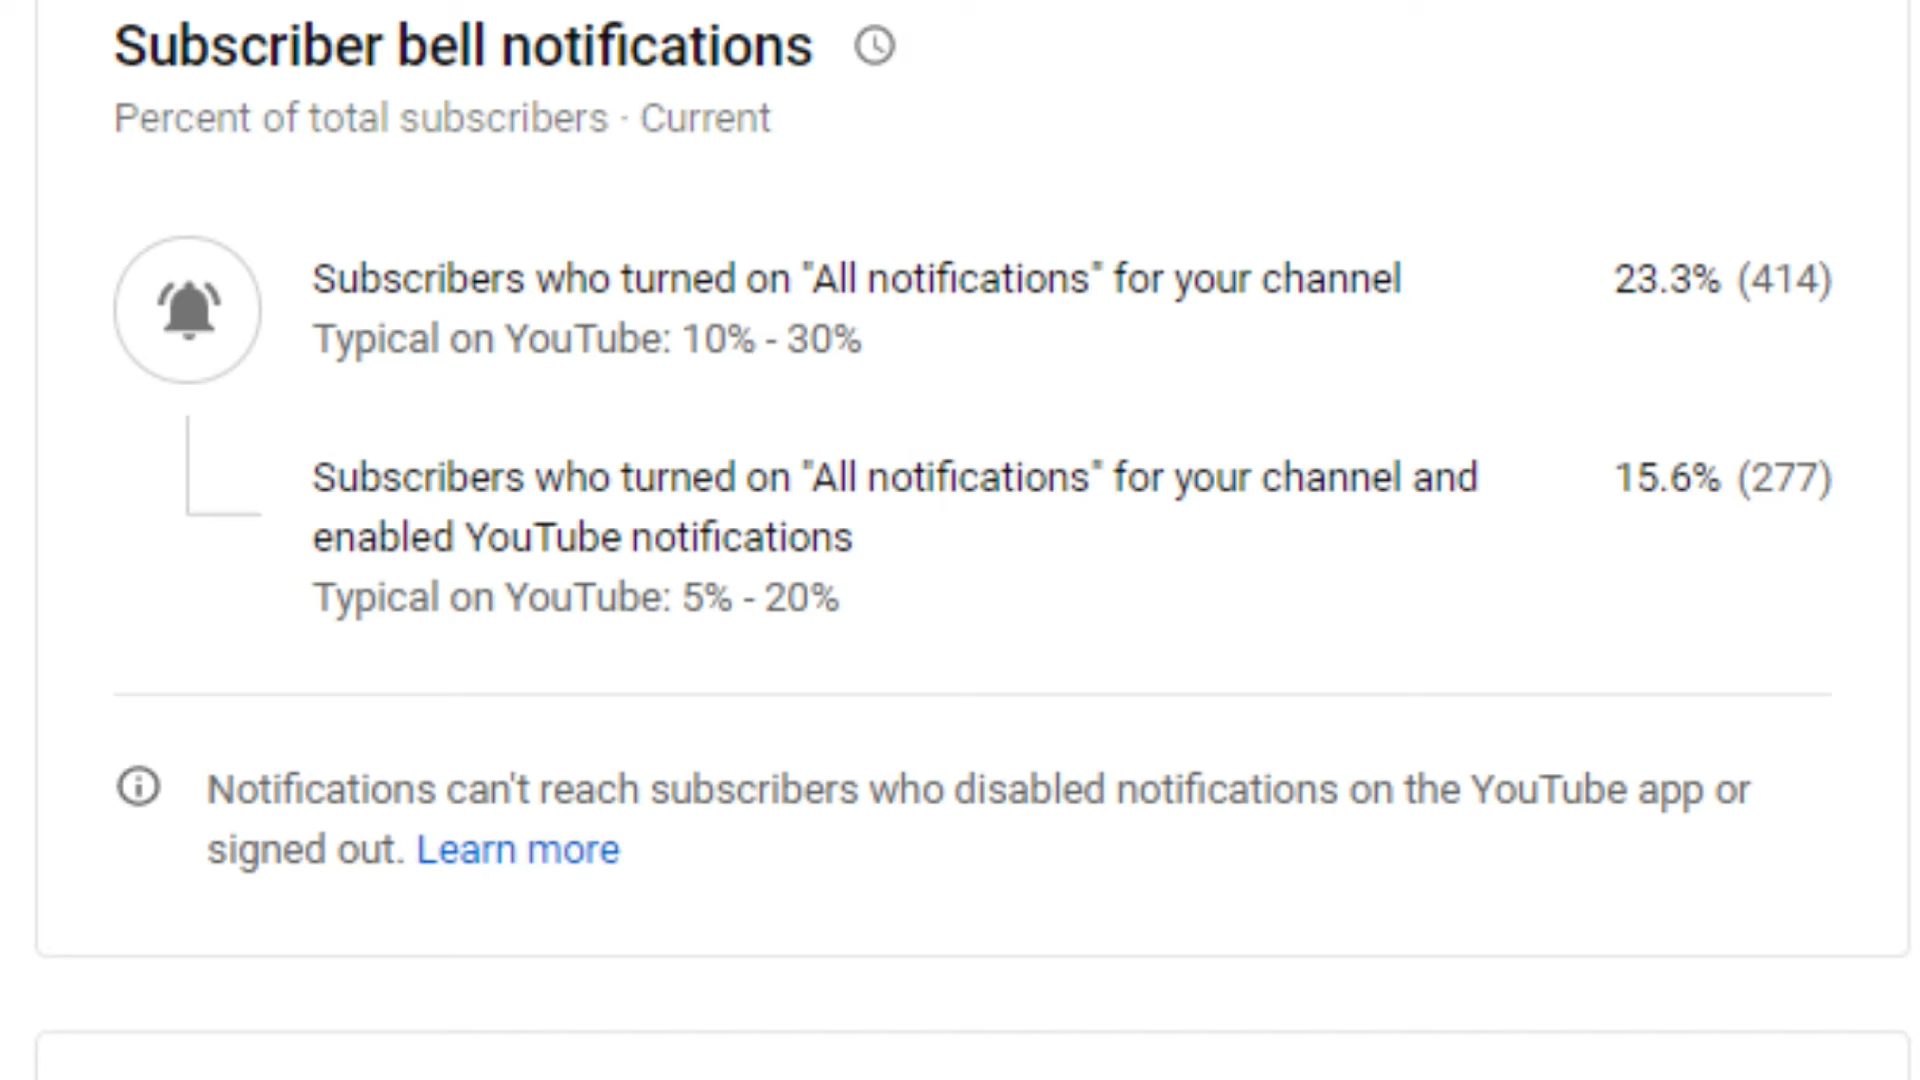 Subscriber bell notifications
Percent of total subscribers · Current
Subscribers who turned on "All notifications" for your channel 23.3% (414)
Typical on YouTube: 10% - 30%
Subscribers who turned on "All notifications" for your channel and 15.6% (277)
enabled YouTube notifications
Typical on YouTube: 5% - 20%
Notifications can't reach subscribers who disabled notifications on the YouTube app or
signed out. Learn more